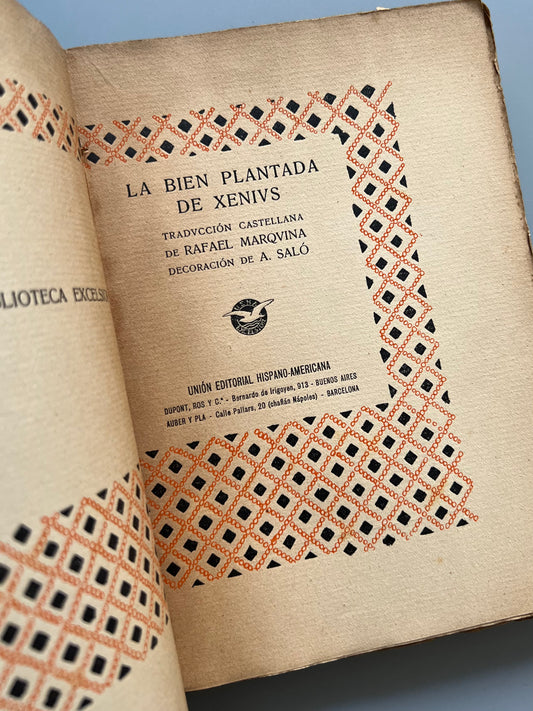 BLIOTECA EXCELS
LA BIEN PLANTADA
DE XENIVS
TRADVCCIÓN CASTELLANA
DE RAFAEL MARQVINA
DECORACIÓN DE A. SALÓ
UNIÓN EDITORIAL HISPANO-AMERICANA
DUPONT, ROS Y C.ª - Bernardo de Irigoyen, 913 - BUENOS AIRES
AUBER Y PLA - Calle Pallars, 20 (chaflán Nápoles) - BARCELONA